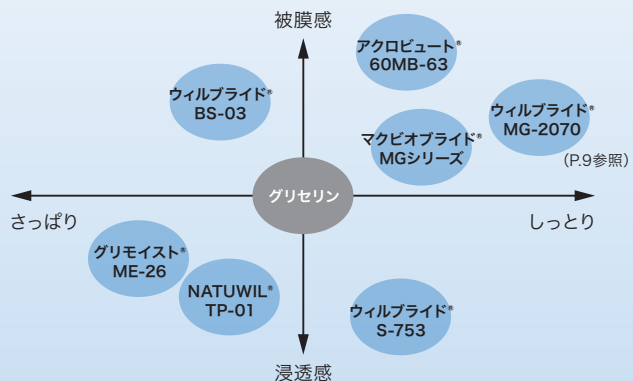 被膜感
アクロビュート®
60MB-63
ウィルブライド®
BS-03
ウィルブライド®
MG-2070
(P.9参照)
マクビオブライド®
MGシリーズ
グリセリン
さっぱり
しっとり
グリモイスト®
ME-26
NATUWIL®
TP-01
ウィルブライド®
S-753
浸透感